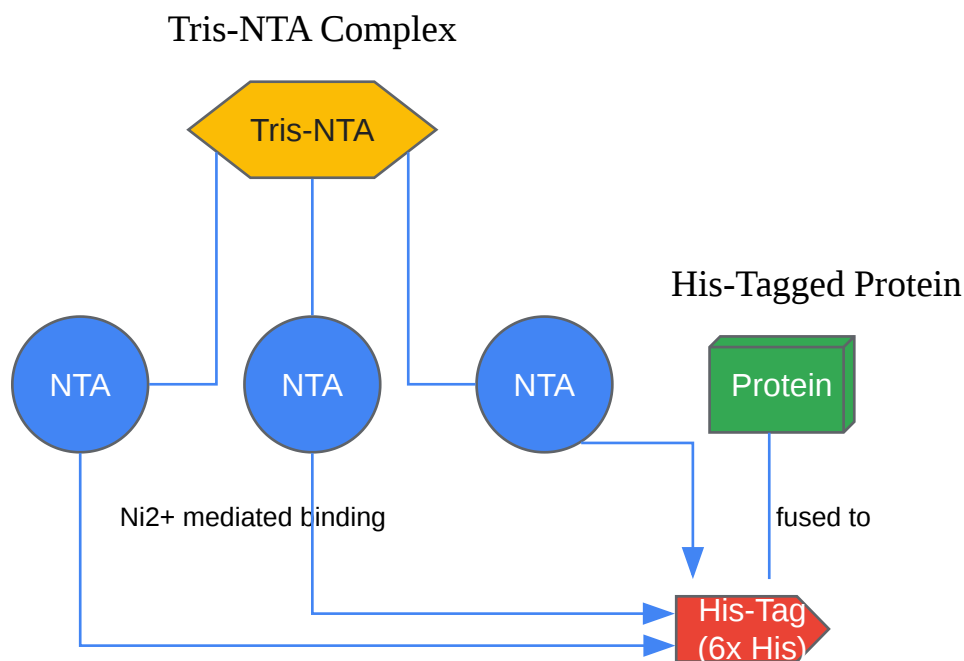 Tris-NTA Complex
Tris-NTA
His-Tagged Protein
NTA
NTA
NTA
Protein
Ni2+ mediated binding
fused to
His-Tag
(6x His)